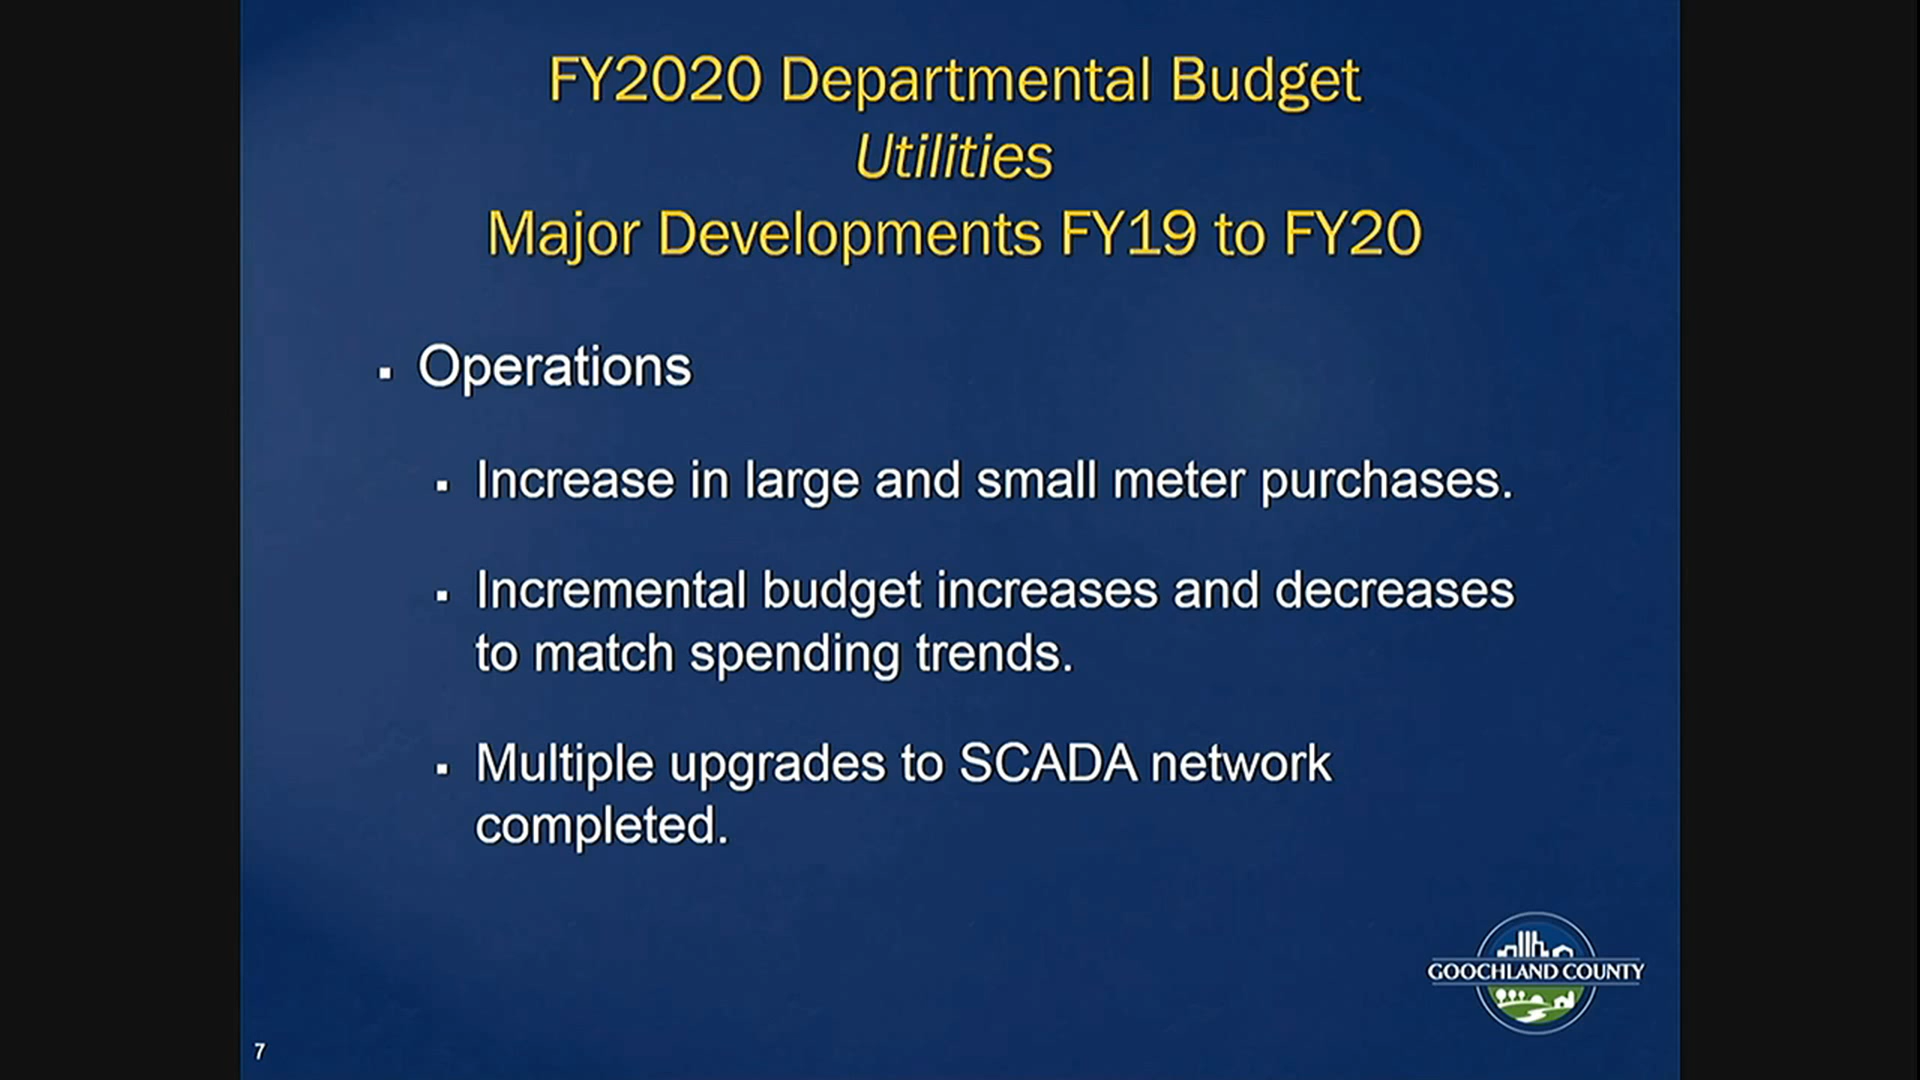 FY2020 Departmental Budget
Utilities
Major Developments FY19 to FY20
▪ Operations
▪ Increase in large and small meter purchases.
▪ Incremental budget increases and decreases
to match spending trends.
▪ Multiple upgrades to SCADA network
completed.
GOOCHLAND COUNTY
7